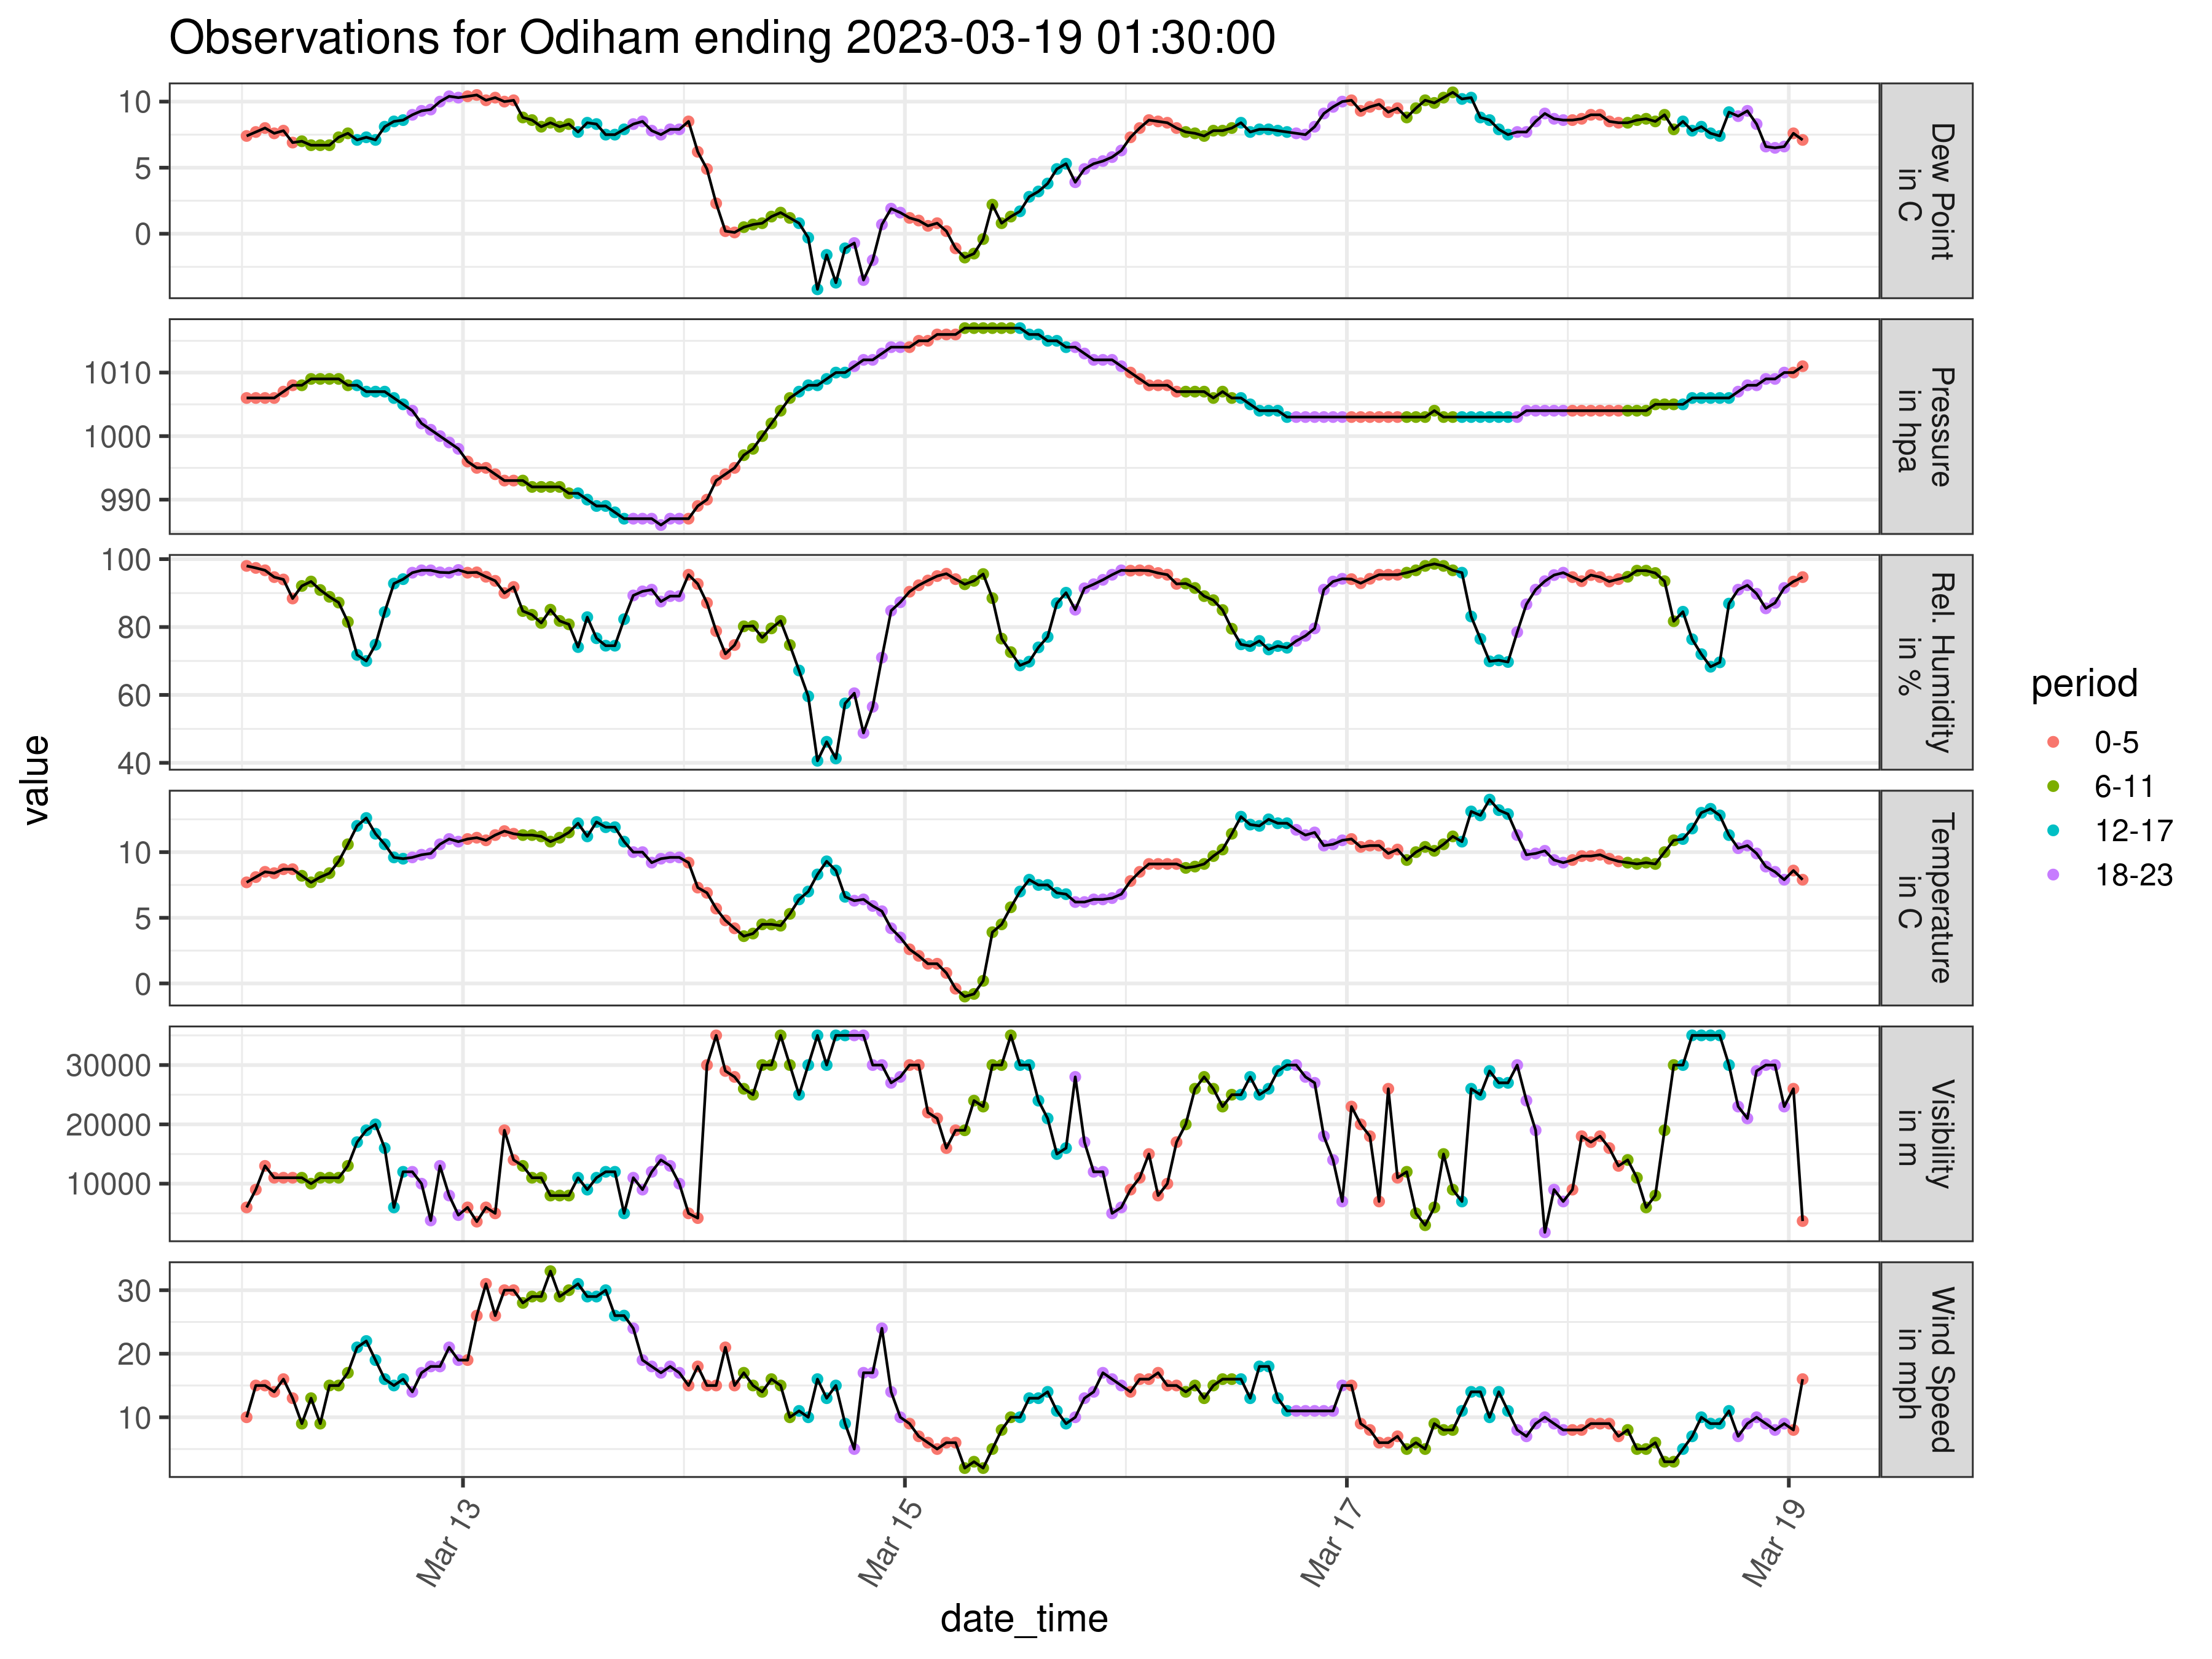 Observations for Odiham ending 2023-03-19 01:30:00
10
5
0
Dew Point
in C
1010
1000
990
Pressure
in hpa
100
80
60
40
Rel. Humidity
in %
10
5
0
Temperature
in C
30000
20000
10000
Visibility
in m
30
20
10
Wind Speed
in mph
value
Mar 13
Mar 15
Mar 17
Mar 19
date_time
period
0-5
6-11
12-17
18-23